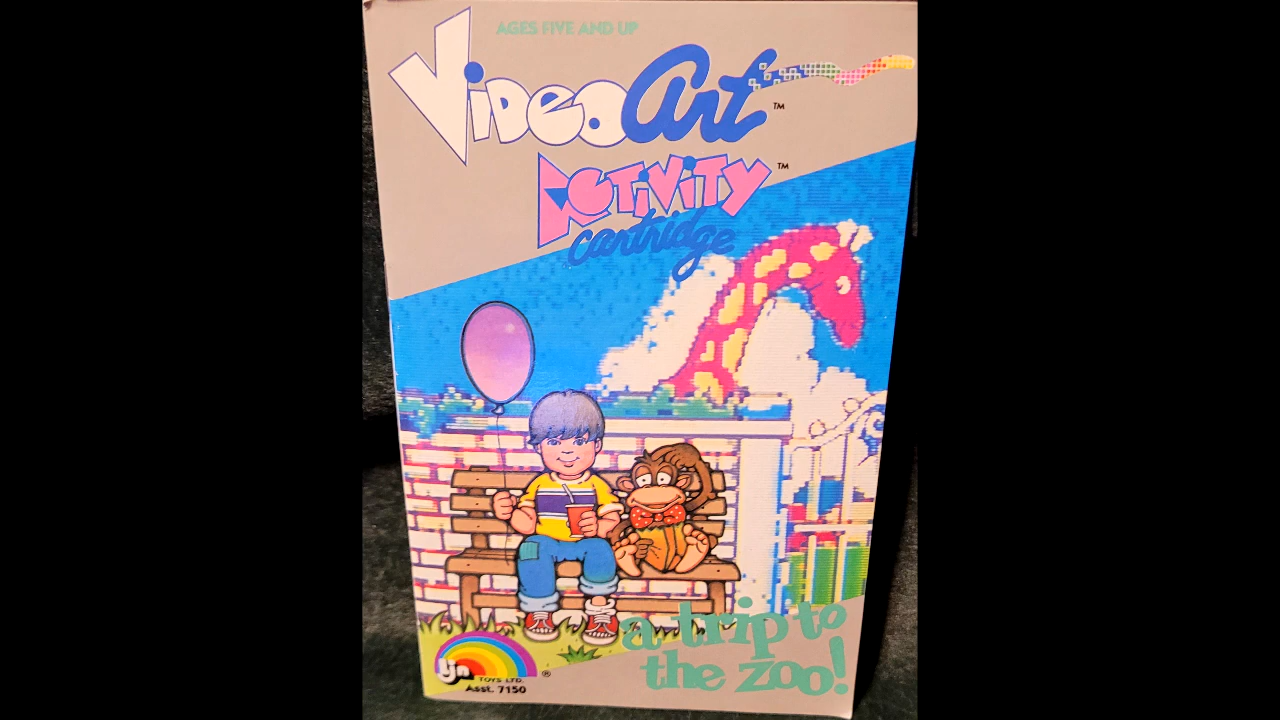 AGES FIVE AND UP
VideoArt™
ACTIVITY™
cartridge
a trip to
the zoo!
ljn
TOYS LTD. ®
Asst. 7150